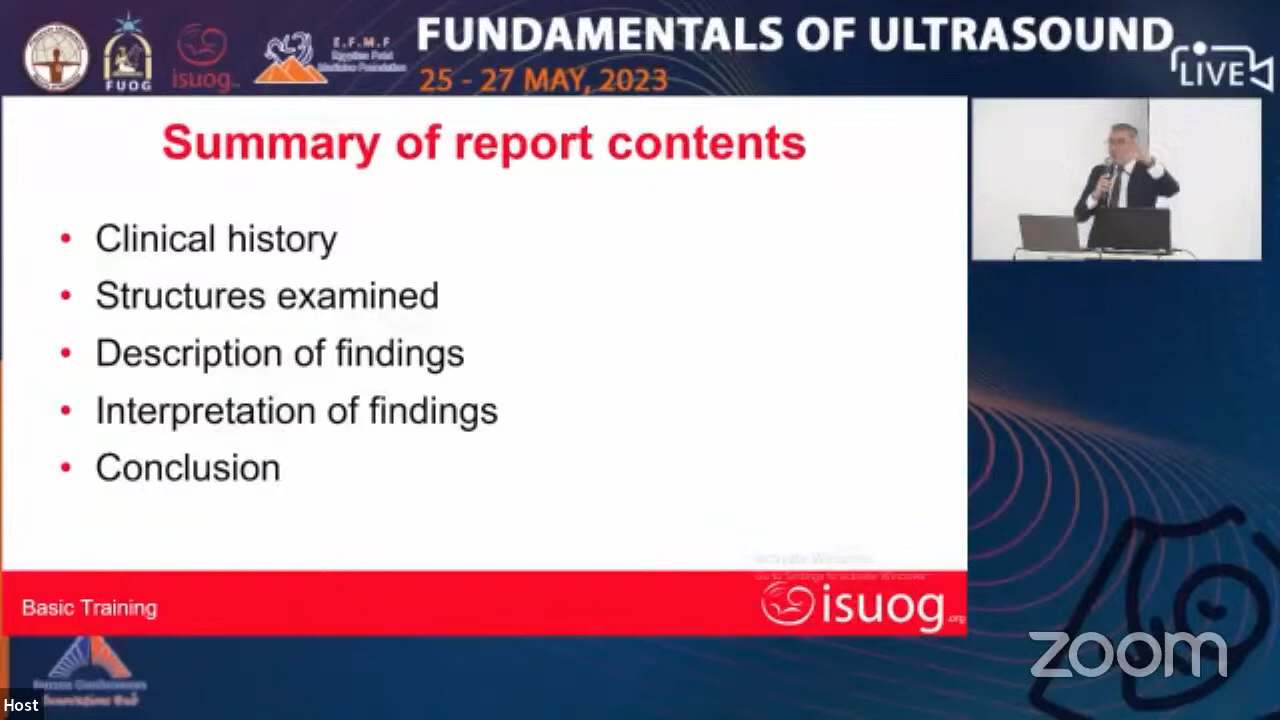 FUNDAMENTALS OF ULTRASOUND
25 - 27 MAY, 2023
LIVE
FUOG
isuog
E.F.M.F
Summary of report contents
• Clinical history
• Structures examined
• Description of findings
• Interpretation of findings
• Conclusion
Basic Training
isuog.org
zoom
Host